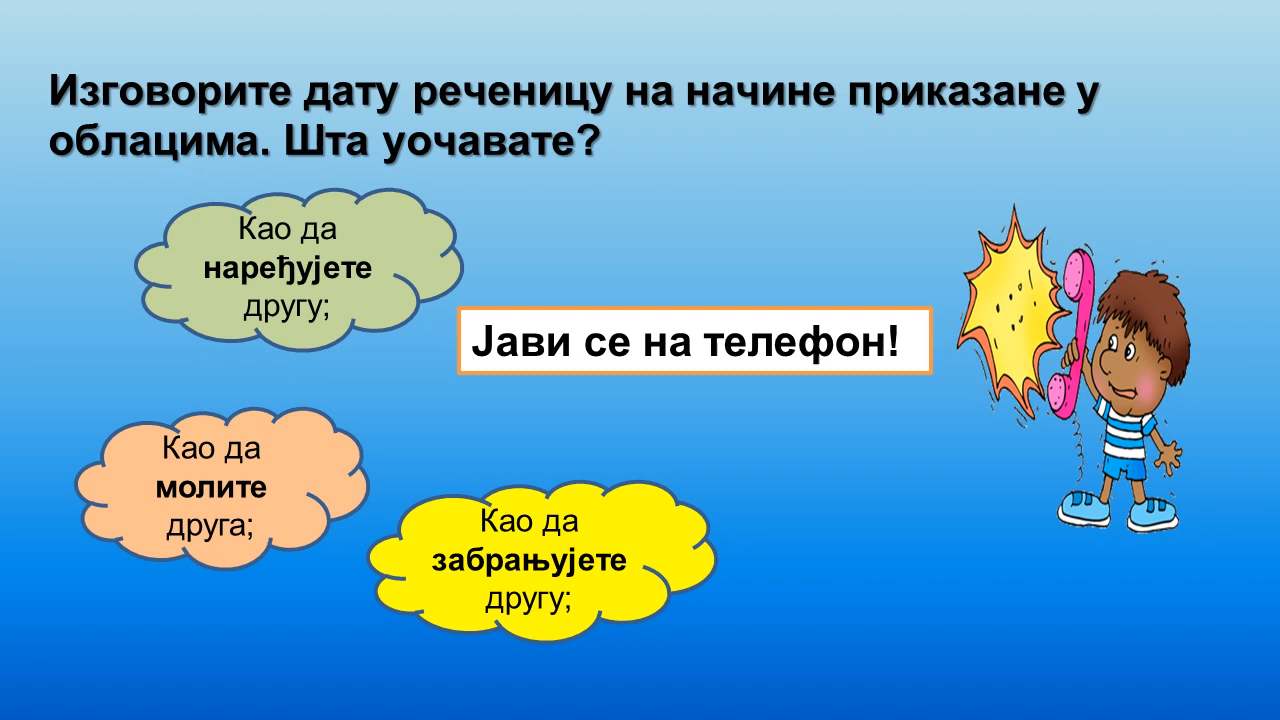 Изговорите дату реченицу на начине приказане у
облацима. Шта уочавате?
Као да
наређујете
другу;
Јави се на телефон!
Као да
молите
друга;
Као да
забрањујете
другу;